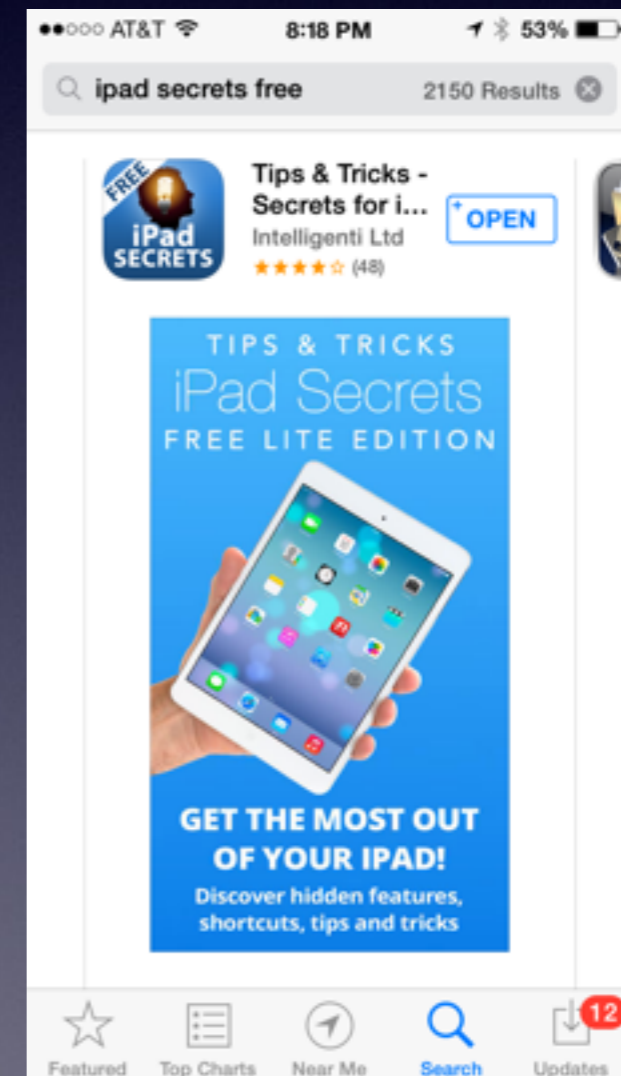 AT&T 8:18 PM 53%
ipad secrets free 2150 Results
FREE
iPad
SECRETS
Tips & Tricks -
Secrets for i...
Intelligenti Ltd
(48)
+ OPEN
TIPS & TRICKS
iPad Secrets
FREE LITE EDITION
GET THE MOST OUT
OF YOUR IPAD!
Discover hidden features,
shortcuts, tips and tricks
12
Featured Top Charts Near Me Search Updates